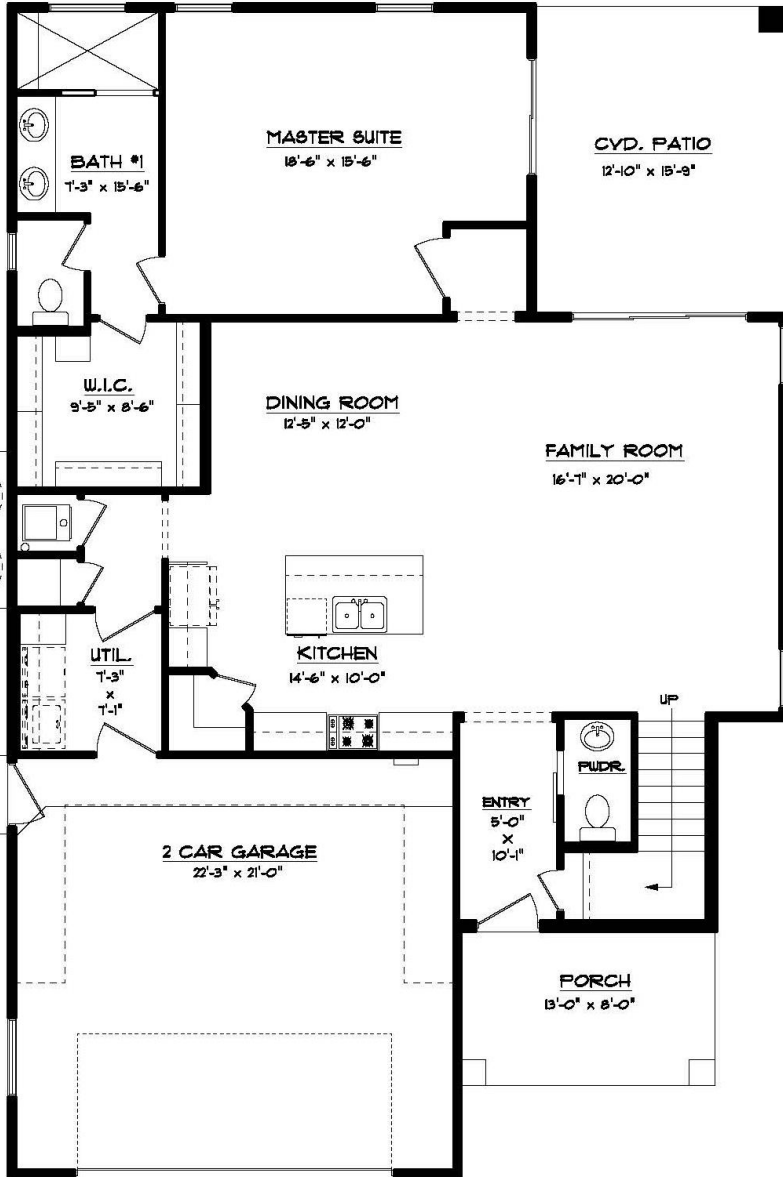 MASTER SUITE
18'-6" x 15'-6"
CVD. PATIO
12'-10" x 15'-9"
BATH #1
7'-3" x 15'-6"
W.I.C.
9'-5" x 8'-6"
DINING ROOM
12'-5" x 12'-0"
FAMILY ROOM
16'-7" x 20'-0"
KITCHEN
14'-6" x 10'-0"
UTIL.
7'-3"
x
7'-1"
UP
PWDR.
ENTRY
5'-0"
x
10'-1"
2 CAR GARAGE
22'-3" x 21'-0"
PORCH
13'-0" x 8'-0"